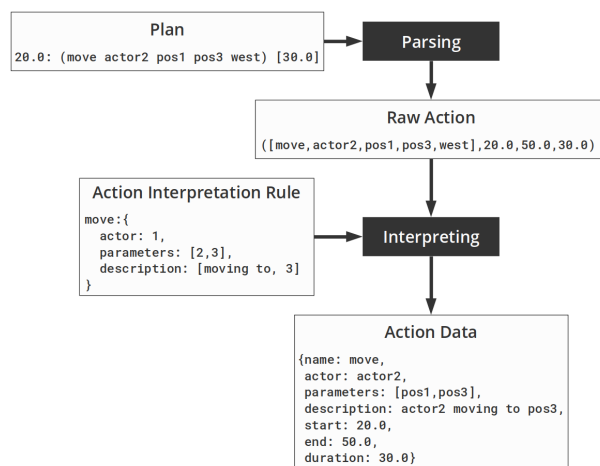 Plan
20.0: (move actor2 pos1 pos3 west) [30.0]
Parsing
Raw Action
([move,actor2,pos1,pos3,west],20.0,50.0,30.0)
Action Interpretation Rule
move:{
actor: 1,
parameters: [2,3],
description: [moving to, 3]
}
Interpreting
Action Data
{name: move,
actor: actor2,
parameters: [pos1,pos3],
description: actor2 moving to pos3,
start: 20.0,
end: 50.0,
duration: 30.0}